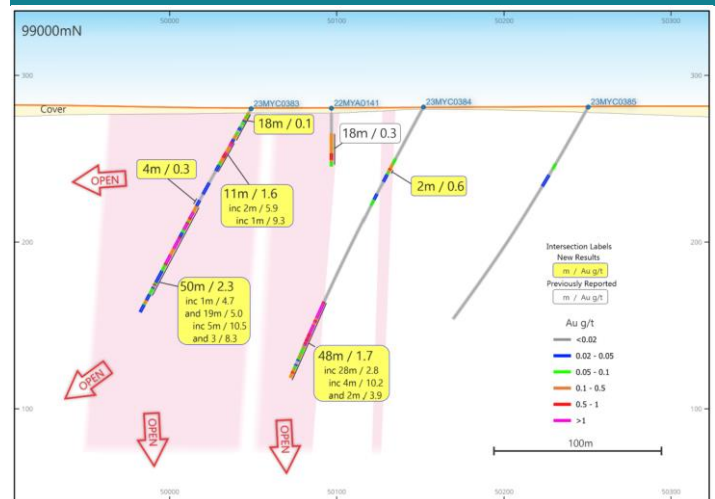 50000
50100
50200
50300
99000mN
300
300
23MYC0383
22MYA0141
23MYC0384
23MYC0385
Cover
18m / 0.1
18m / 0.3
4m / 0.3
OPEN
11m / 1.6
inc 2m / 5.9
inc 1m / 9.3
2m / 0.6
200
200
Intersection Labels
New Results
m / Au g/t
Previously Reported
m / Au g/t
50m / 2.3
inc 1m / 4.7
and 19m / 5.0
inc 5m / 10.5
and 3 / 8.3
Au g/t
<0.02
0.02 - 0.05
0.05 - 0.1
0.1 - 0.5
0.5 - 1
>1
48m / 1.7
inc 28m / 2.8
inc 4m / 10.2
and 2m / 3.9
OPEN
100
100
100m
OPEN
OPEN
50000
50100
50200
50300